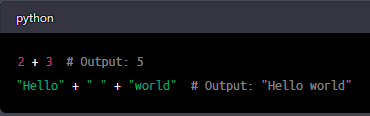 python
2 + 3  # Output: 5
"Hello" + " " + "world"  # Output: "Hello world"